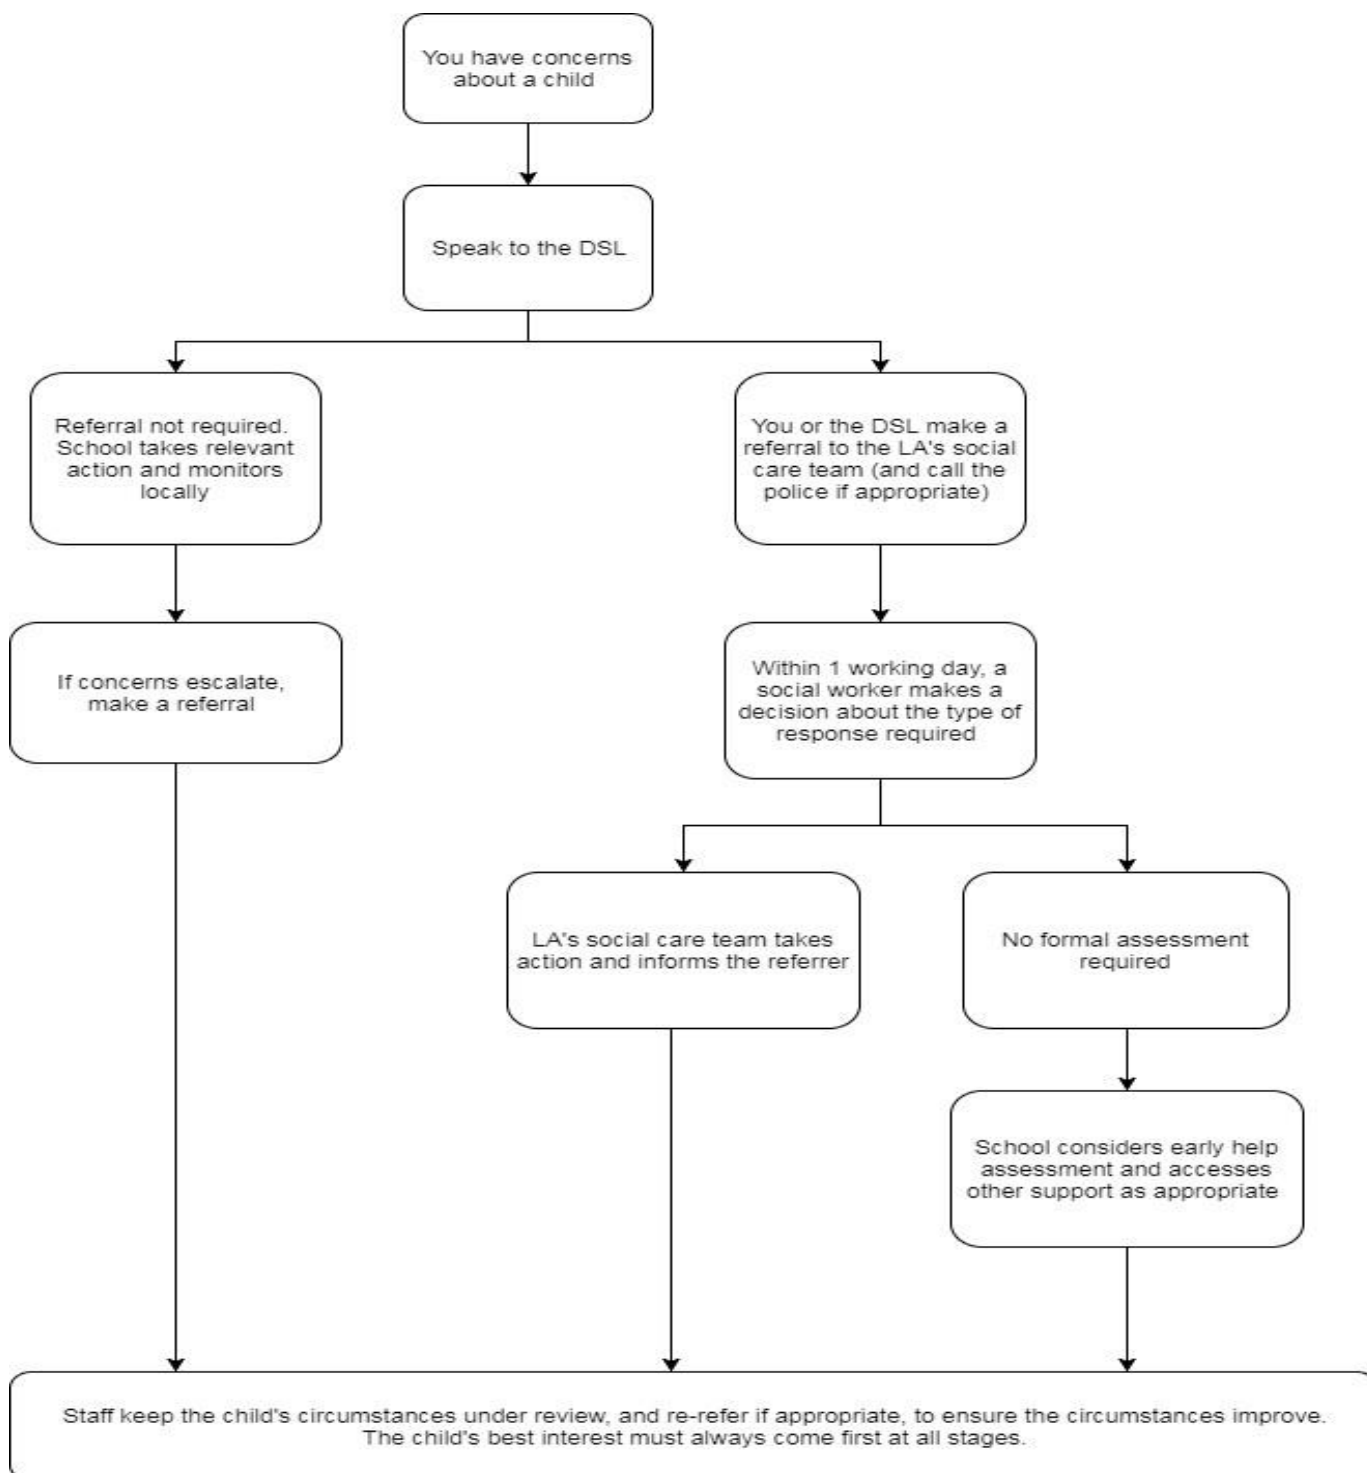 You have concerns
about a child
Speak to the DSL
Referral not required.
School takes relevant
action and monitors
locally
You or the DSL make a
referral to the LA's social
care team (and call the
police if appropriate)
If concerns escalate,
make a referral
Within 1 working day, a
social worker makes a
decision about the type of
response required
LA's social care team takes
action and informs the referrer
No formal assessment
required
School considers early help
assessment and accesses
other support as appropriate
Staff keep the child's circumstances under review, and re-refer if appropriate, to ensure the circumstances improve.
The child's best interest must always come first at all stages.